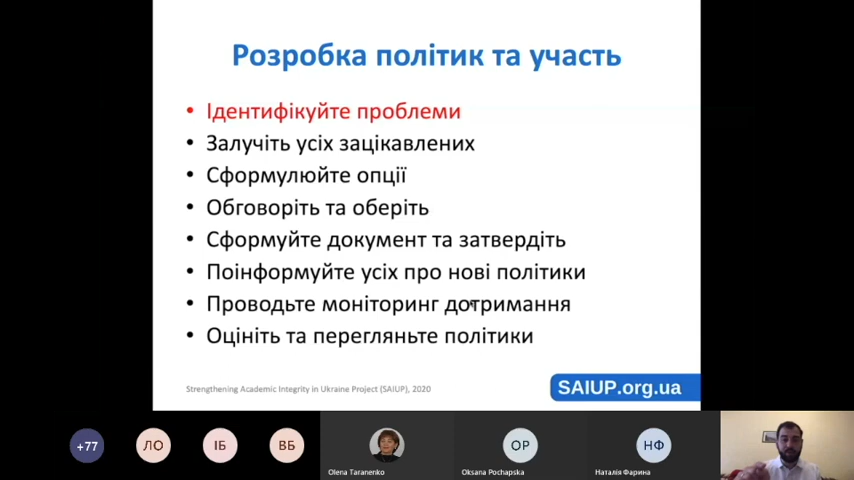 Розробка політик та участь
• Ідентифікуйте проблеми
• Залучіть усіх зацікавлених
• Сформулюйте опції
• Обговоріть та оберіть
• Сформуйте документ та затвердіть
• Поінформуйте усіх про нові політики
• Проводьте моніторинг дотримання
• Оцініть та перегляньте політики
Strengthening Academic Integrity in Ukraine Project (SAIUP), 2020
SAIUP.org.ua
+77
ЛО
ІБ
ВБ
ОР
НФ
Olena Taranenko
Oksana Pochapska
Наталія Фарина